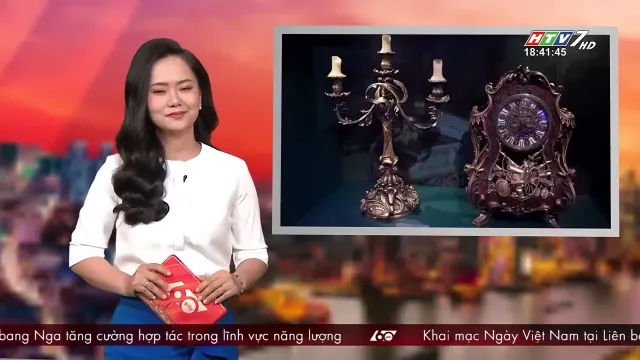 HTV7 HD
18:41:45
bang Nga tăng cường hợp tác trong lĩnh vực năng lượng 60 Khai mạc Ngày Việt Nam tại Liên b